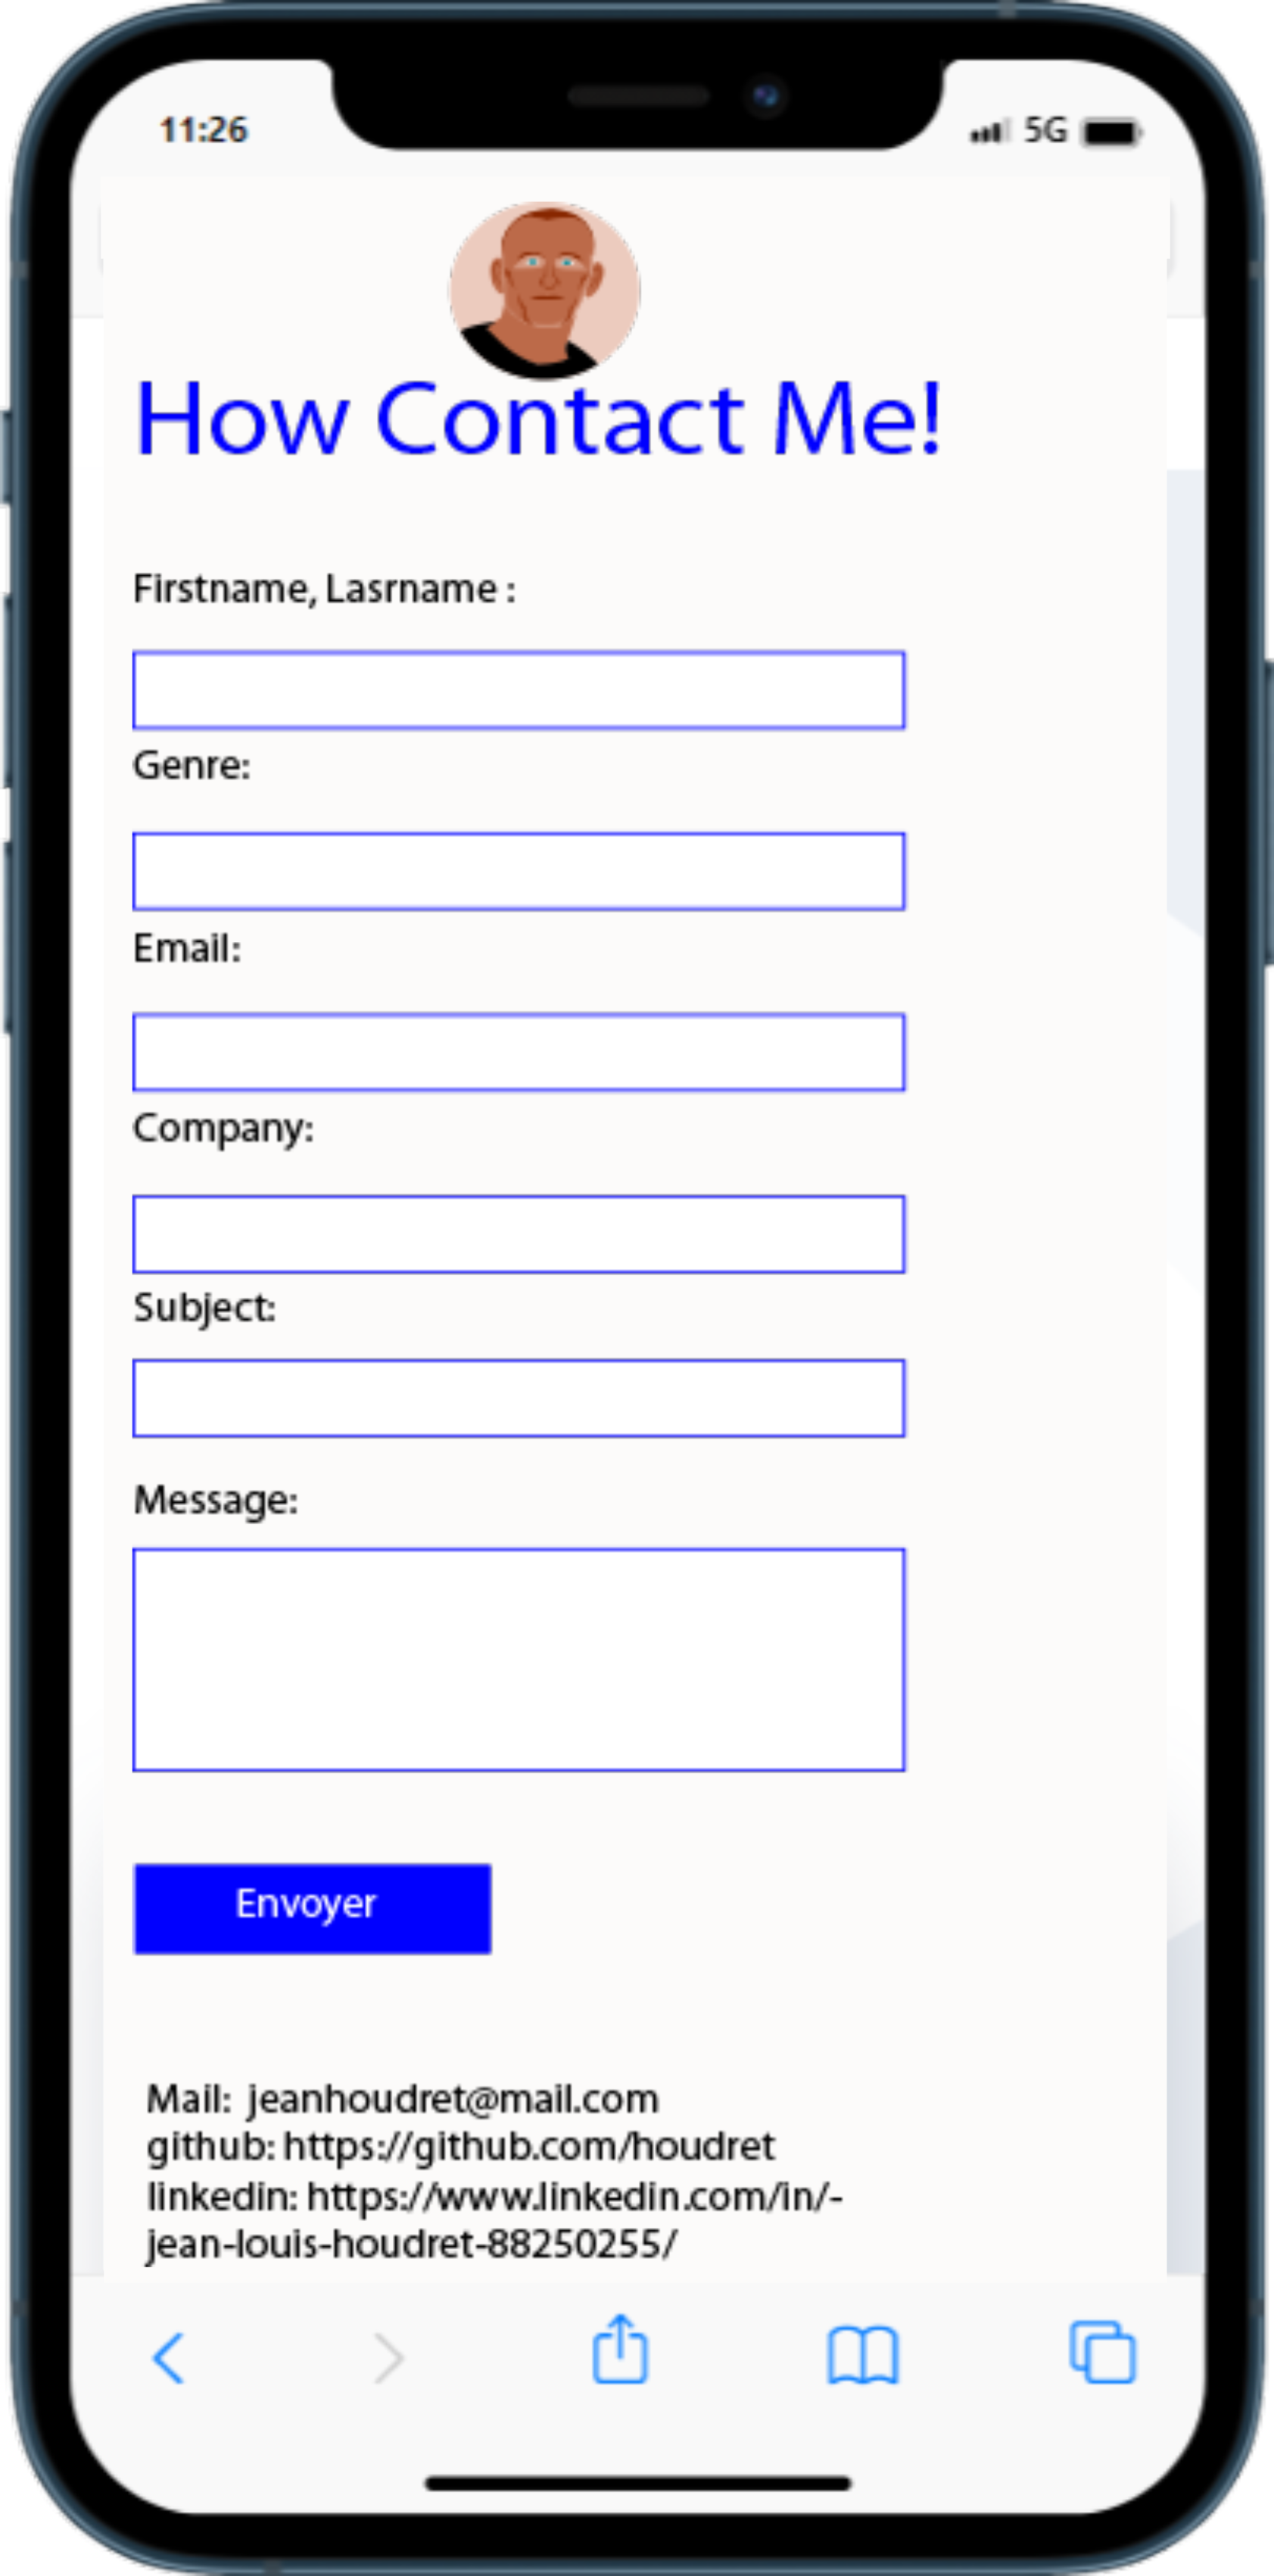 11:26
5G
How Contact Me!
Firstname, Lasrname :
Genre:
Email:
Company:
Subject:
Message:
Envoyer
Mail:  jeanhoudret@mail.com
github: https://github.com/houdret
linkedin: https://www.linkedin.com/in/-
jean-louis-houdret-88250255/